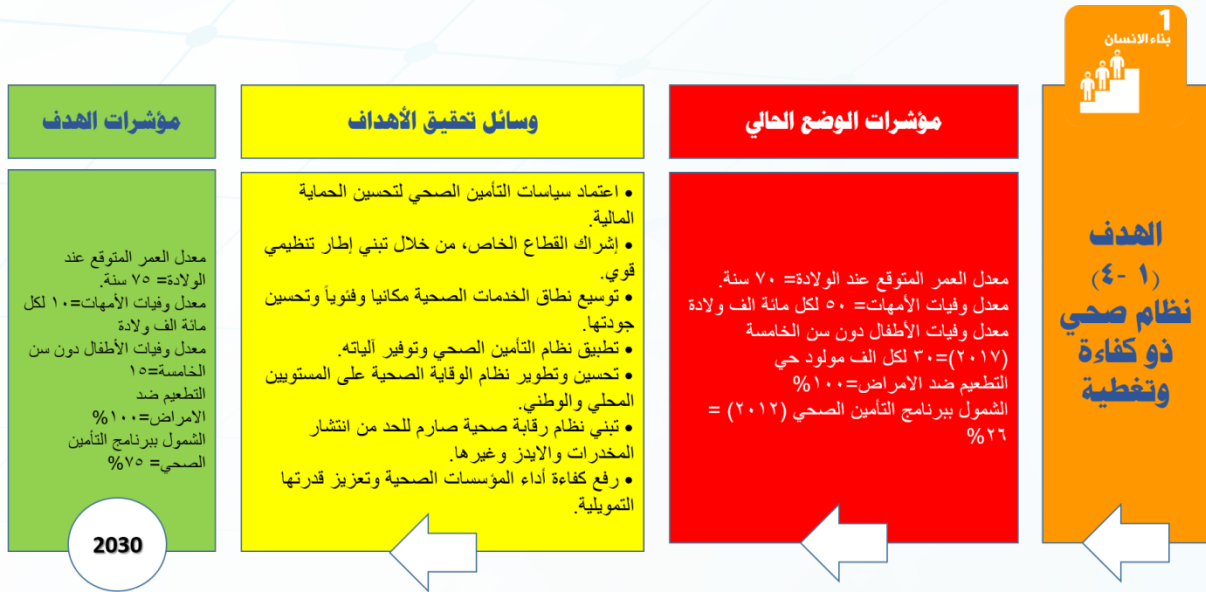 1
بناء الانسان
الهدف
(١ -٤)
نظام صحي
ذو كفاءة
وتغطية
مؤشرات الوضع الحالي
معدل العمر المتوقع عند الولادة= ٧٠ سنة.
معدل وفيات الأمهات= ٥٠ لكل مائة الف ولادة
معدل وفيات الأطفال دون سن الخامسة
(٢٠١٧)=٣٠ لكل الف مولود حي
التطعيم ضد الامراض=١٠٠%
الشمول ببرنامج التأمين الصحي (٢٠١٢) =
٢٦%
وسائل تحقيق الأهداف
• اعتماد سياسات التأمين الصحي لتحسين الحماية
المالية.
• إشراك القطاع الخاص، من خلال تبني إطار تنظيمي
قوي.
• توسيع نطاق الخدمات الصحية مكانيا وفئوياً وتحسين
جودتها.
• تطبيق نظام التأمين الصحي وتوفير آلياته.
• تحسين وتطوير نظام الوقاية الصحية على المستويين
المحلي والوطني.
• تبني نظام رقابة صحية صارم للحد من انتشار
المخدرات والايدز وغيرها.
• رفع كفاءة أداء المؤسسات الصحية وتعزيز قدرتها
التمويلية.
مؤشرات الهدف
معدل العمر المتوقع عند
الولادة= ٧٥ سنة.
معدل وفيات الأمهات=١٠ لكل
مائة الف ولادة
معدل وفيات الأطفال دون سن
الخامسة=١٥
التطعيم ضد
الامراض=١٠٠%
الشمول ببرنامج التأمين
الصحي= ٧٥%
2030